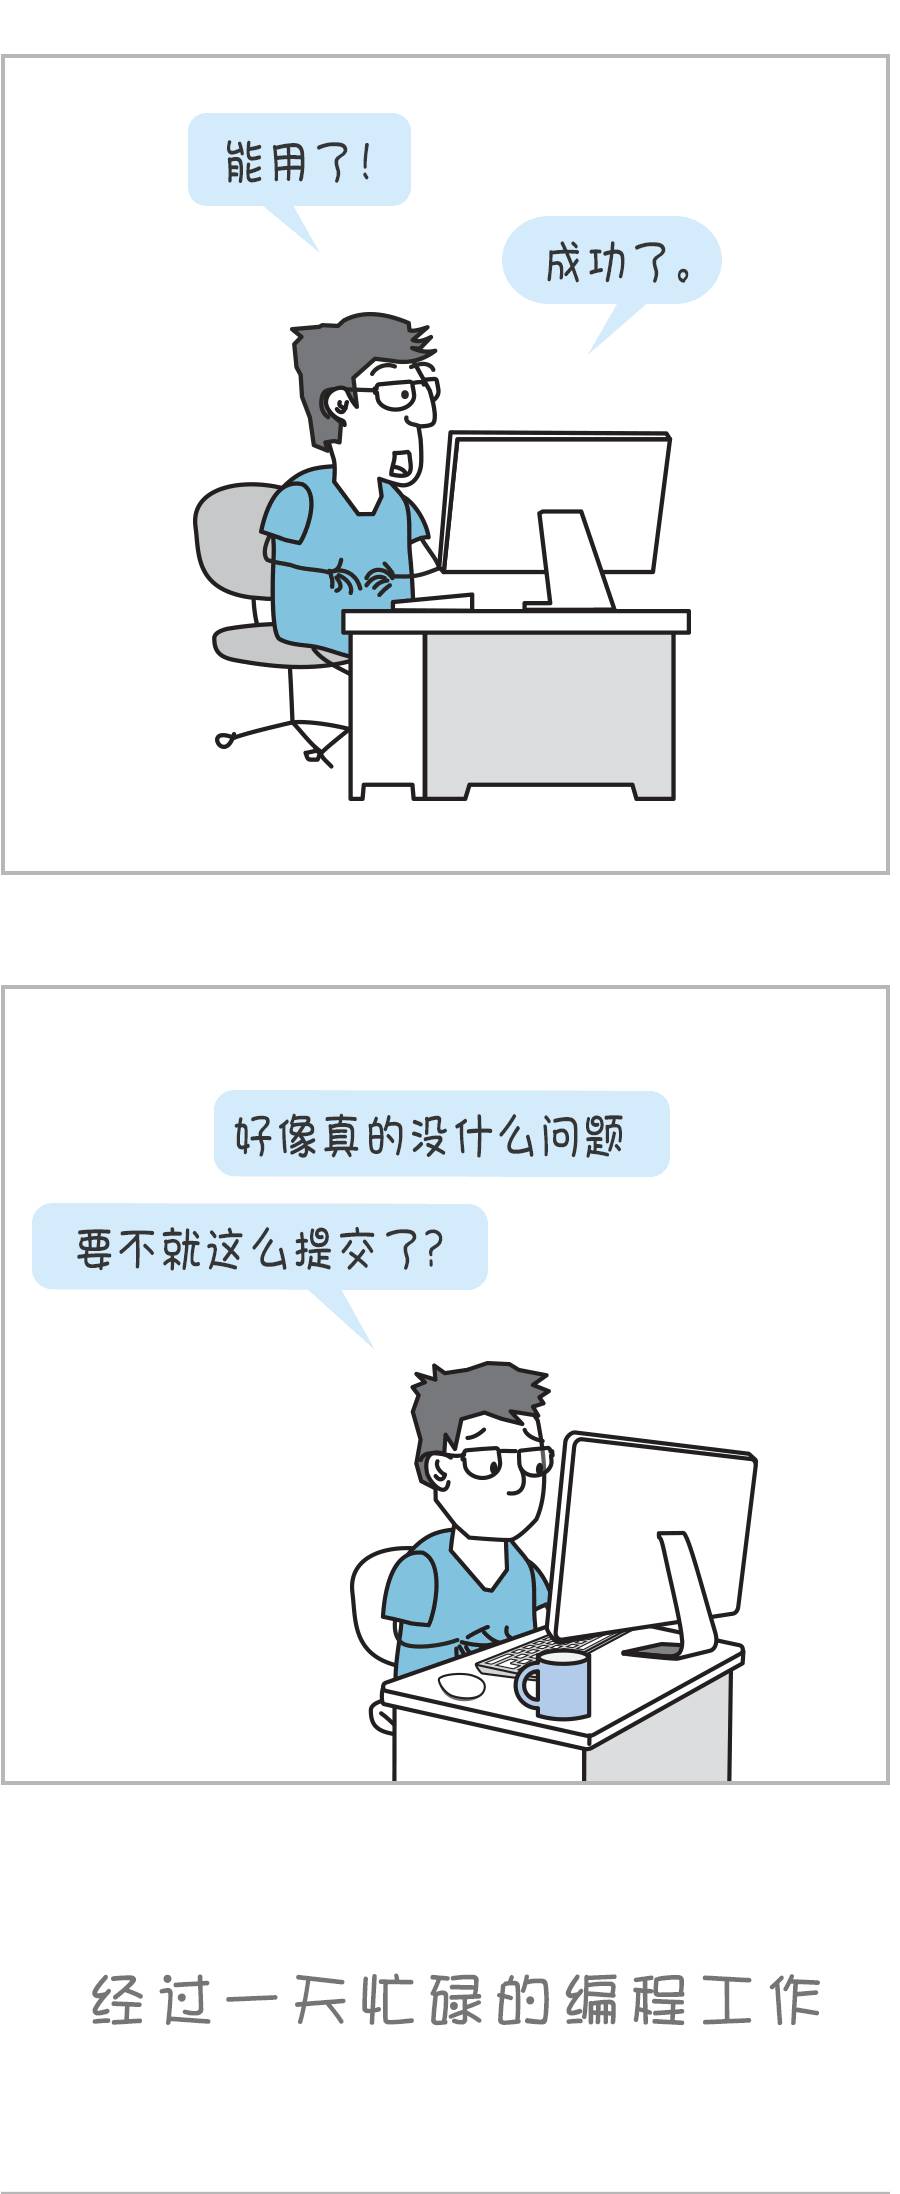 能用了!
成功了。
好像真的没什么问题
要不就这么提交了?
经过一天忙碌的编程工作